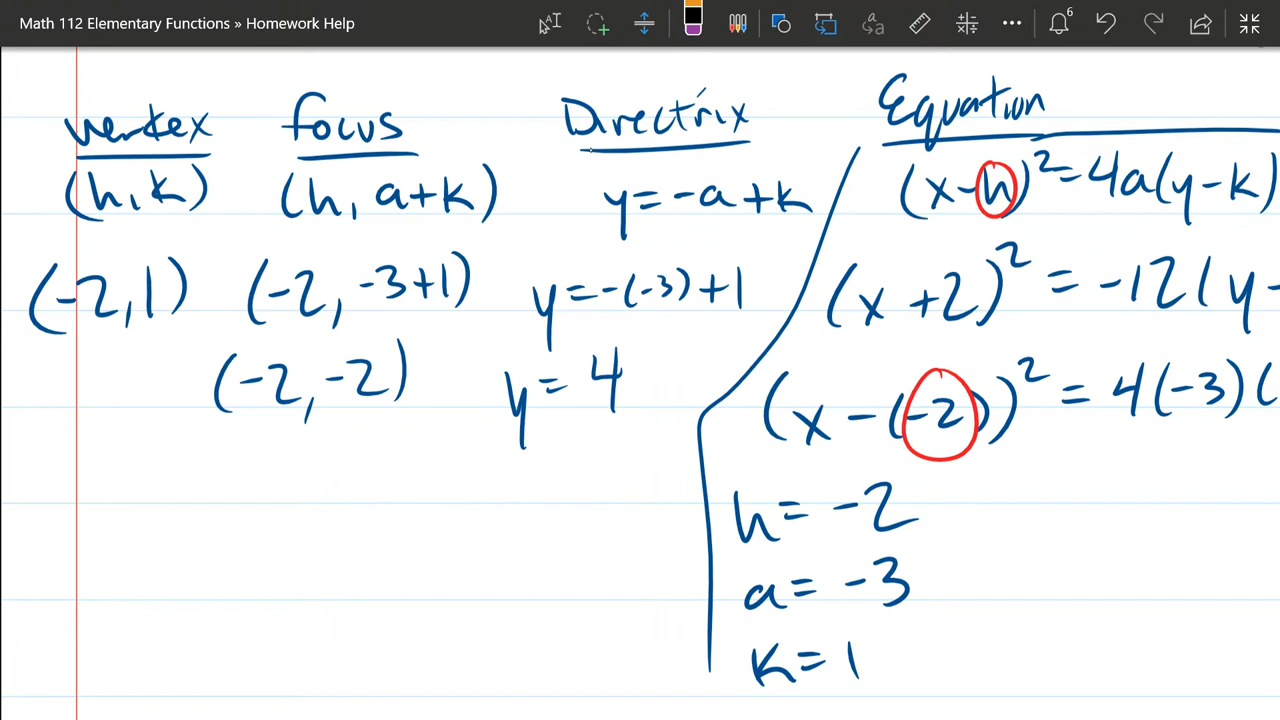 Math 112 Elementary Functions » Homework Help
6
vertex focus Directrix Equation
(h, k) (h, a+k) y=-a+k (x-h)²=4a(y-k)
(-2, 1) (-2, -3+1) y=-(-3)+1 (x+2)²=-12(y-
(-2, -2) y=4 (x-(-2))²=4(-3)(
h=-2
a=-3
k=1